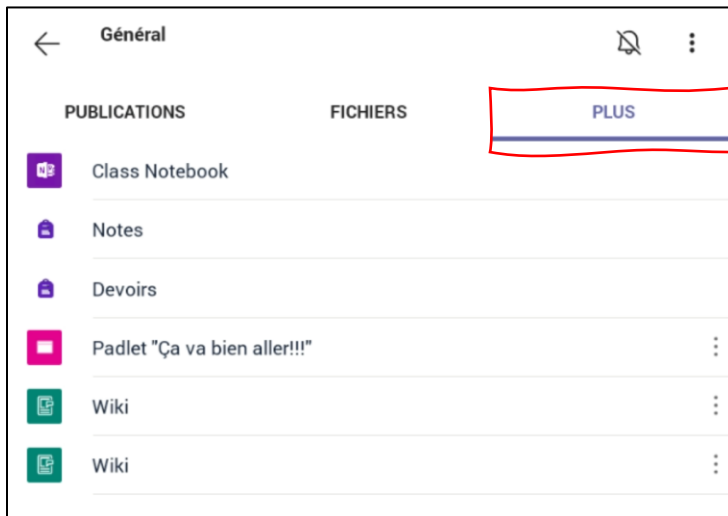 Général
PUBLICATIONS FICHIERS PLUS
Class Notebook
Notes
Devoirs
Padlet "Ça va bien aller!!!"
Wiki
Wiki